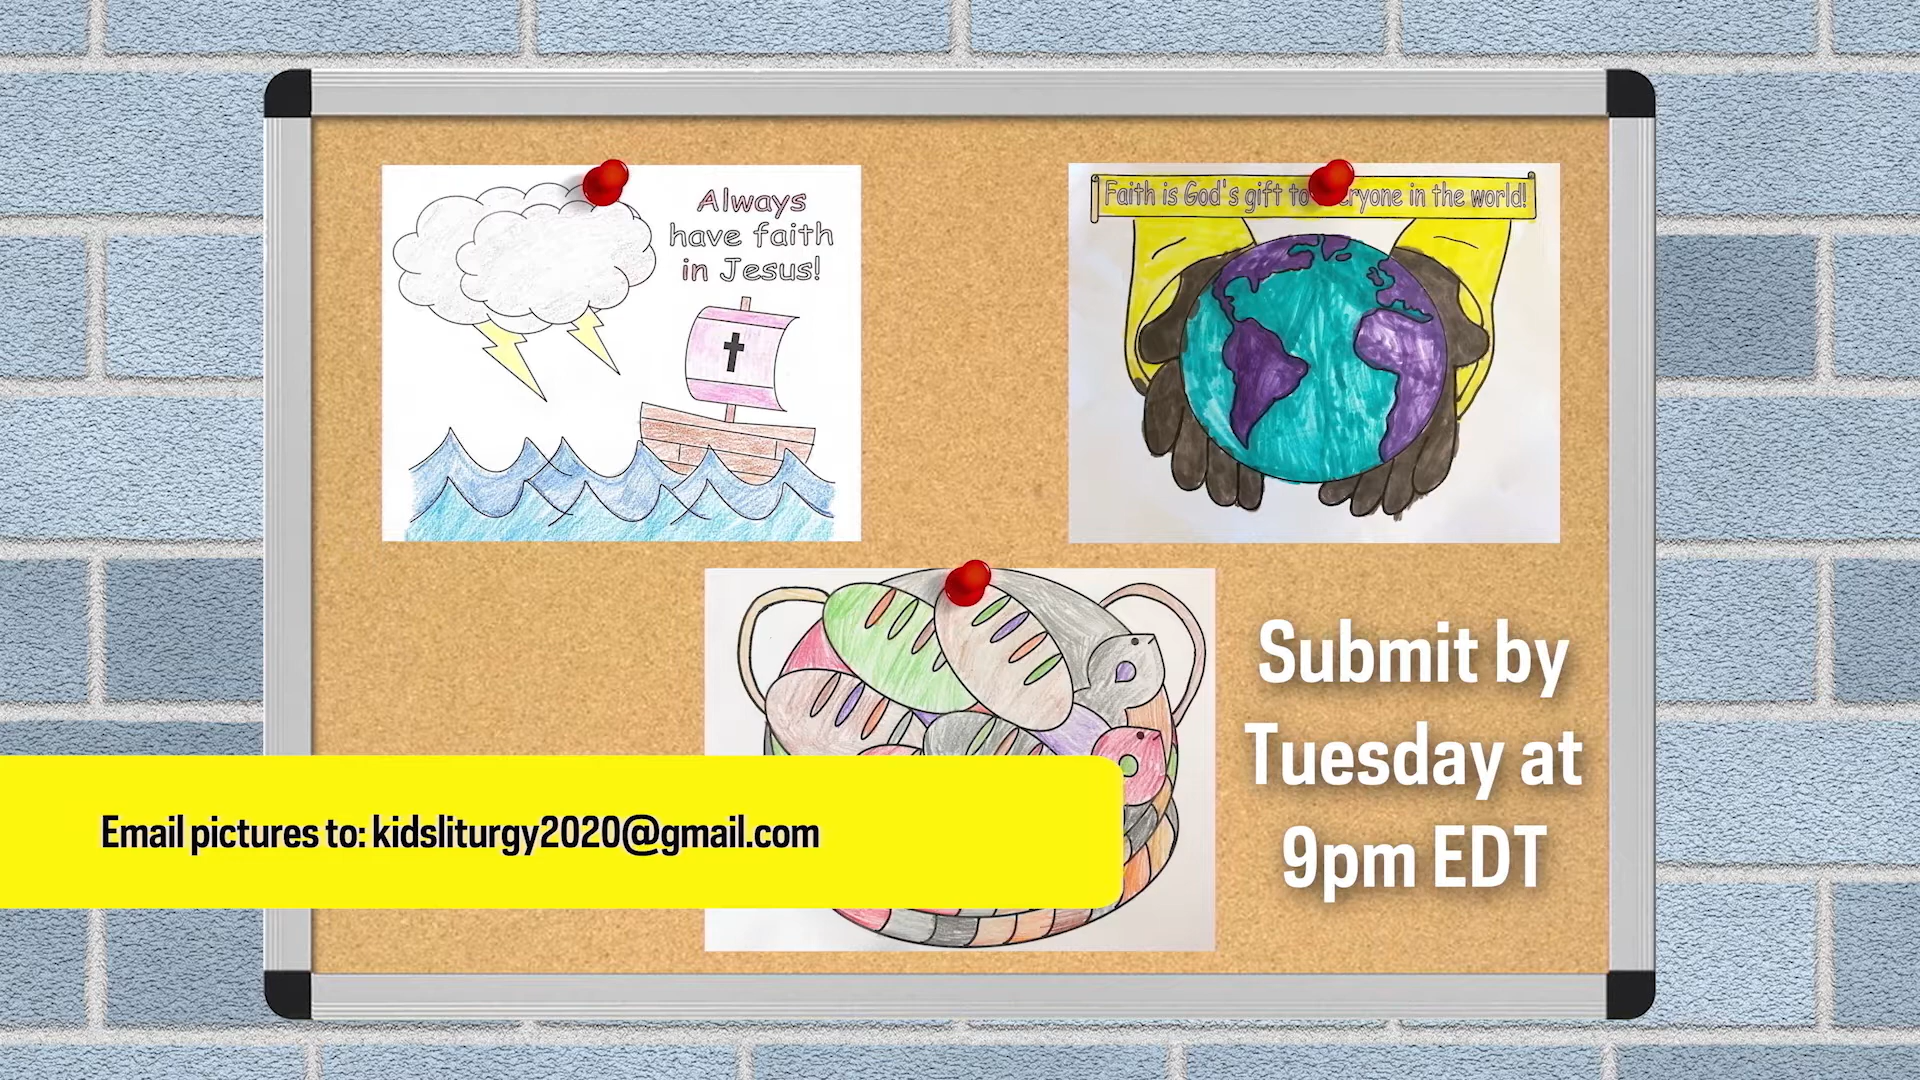 Always
have faith
in Jesus!
Faith is God's gift to ryone in the world!
Submit by
Tuesday at
9pm EDT
Email pictures to: kidsliturgy2020@gmail.com